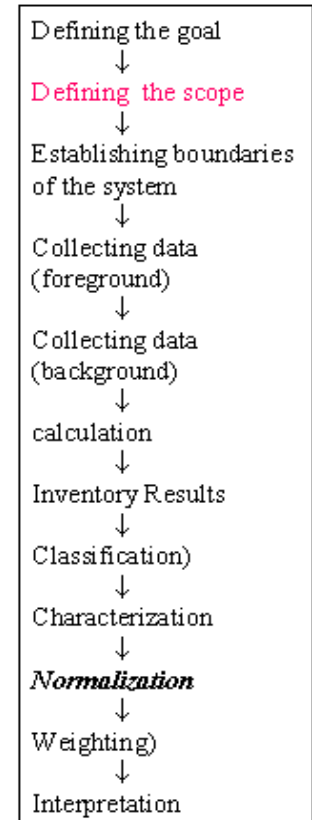 Defining the goal
↓
Defining the scope
↓
Establishing boundaries
of the system
↓
Collecting data
(foreground)
↓
Collecting data
(background)
↓
calculation
↓
Inventory Results
↓
Classification)
↓
Characterization
↓
Normalization
↓
Weighting)
↓
Interpretation